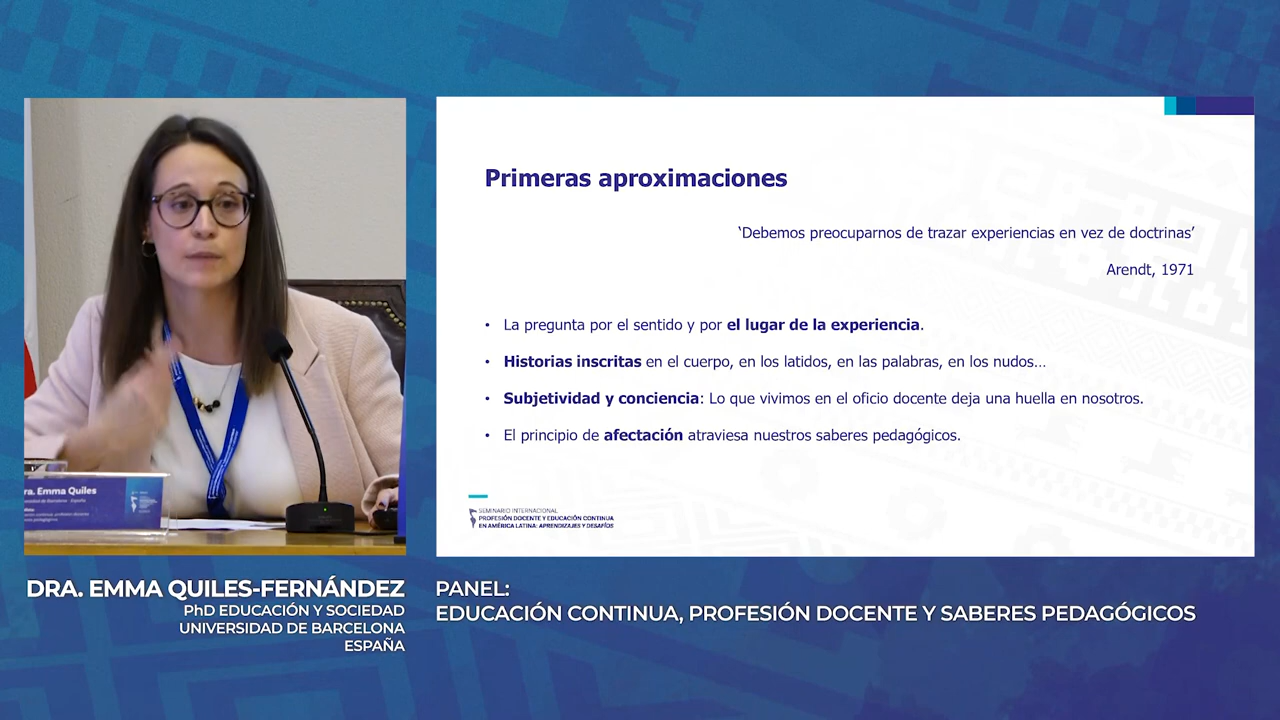 Primeras aproximaciones
‘Debemos preocuparnos de trazar experiencias en vez de doctrinas’
Arendt, 1971
• La pregunta por el sentido y por el lugar de la experiencia.
• Historias inscritas en el cuerpo, en los latidos, en las palabras, en los nudos…
• Subjetividad y conciencia: Lo que vivimos en el oficio docente deja una huella en nosotros.
• El principio de afectación atraviesa nuestros saberes pedagógicos.
SEMINARIO INTERNACIONAL
PROFESIÓN DOCENTE Y EDUCACIÓN CONTINUA
EN AMÉRICA LATINA: APRENDIZAJES Y DESAFÍOS
ra. Emma Quiles
DRA. EMMA QUILES-FERNÁNDEZ
PhD EDUCACIÓN Y SOCIEDAD
UNIVERSIDAD DE BARCELONA
ESPAÑA
PANEL:
EDUCACIÓN CONTINUA, PROFESIÓN DOCENTE Y SABERES PEDAGÓGICOS